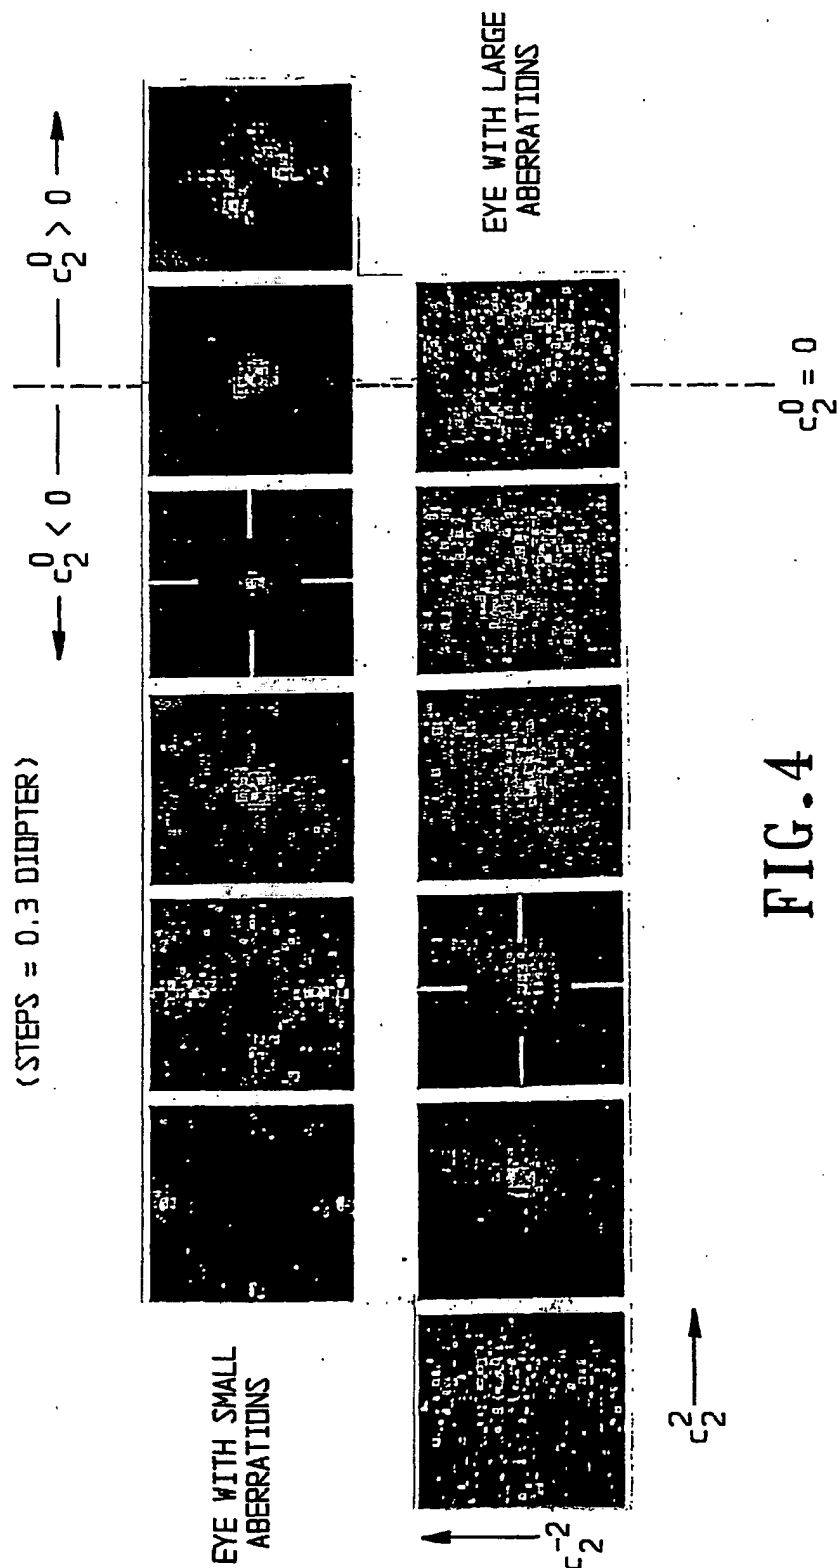 (STEPS = 0.3 DIOPTER)
← c₂⁰ < 0 —— —— c₂⁰ > 0 →
EYE WITH SMALL
ABERRATIONS
EYE WITH LARGE
ABERRATIONS
c₂⁻²
c₂²
c₂⁰ = 0
FIG.4